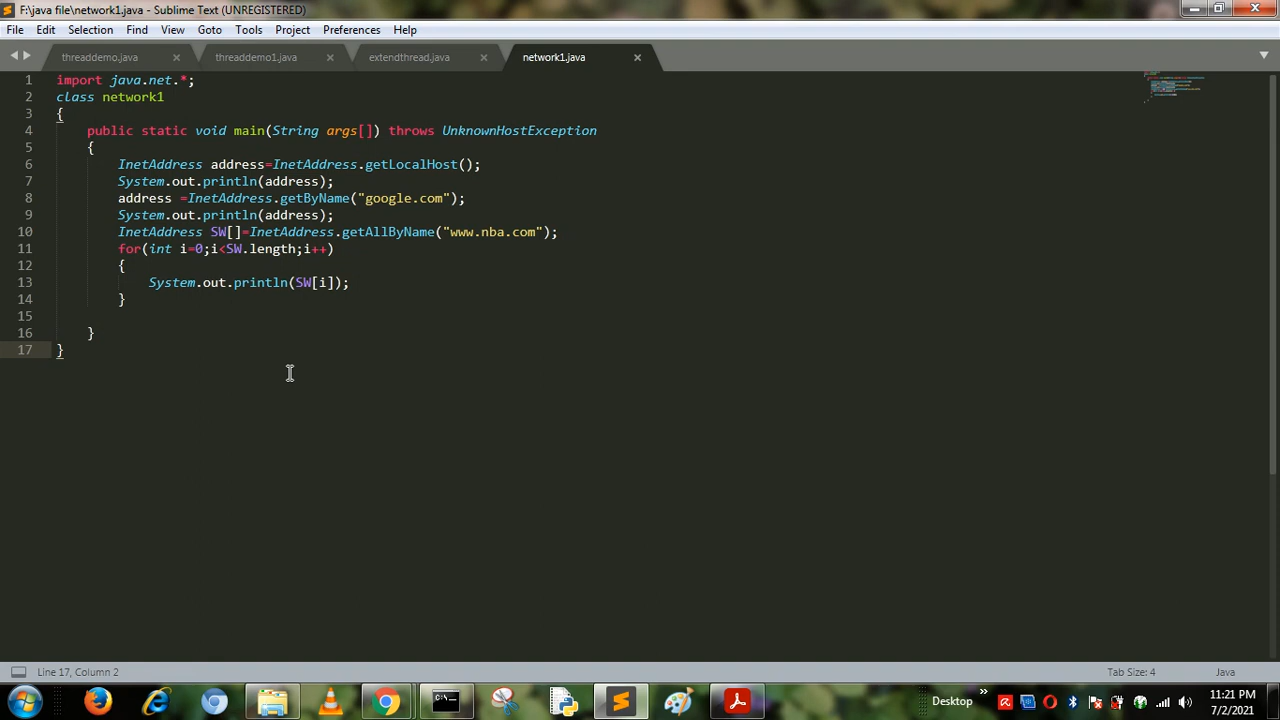 F:\java file\network1.java - Sublime Text (UNREGISTERED)
File Edit Selection Find View Goto Tools Project Preferences Help
threaddemo.java threaddemo1.java extendthread.java network1.java
1 import java.net.*;
2 class network1
3 {
4 public static void main(String args[]) throws UnknownHostException
5 {
6 InetAddress address=InetAddress.getLocalHost();
7 System.out.println(address);
8 address =InetAddress.getByName("google.com");
9 System.out.println(address);
10 InetAddress SW[]=InetAddress.getAllByName("www.nba.com");
11 for(int i=0;i<SW.length;i++)
12 {
13 System.out.println(SW[i]);
14 }
15
16 }
17 }
Line 17, Column 2 Tab Size: 4 Java
Desktop 11:21 PM
7/2/2021